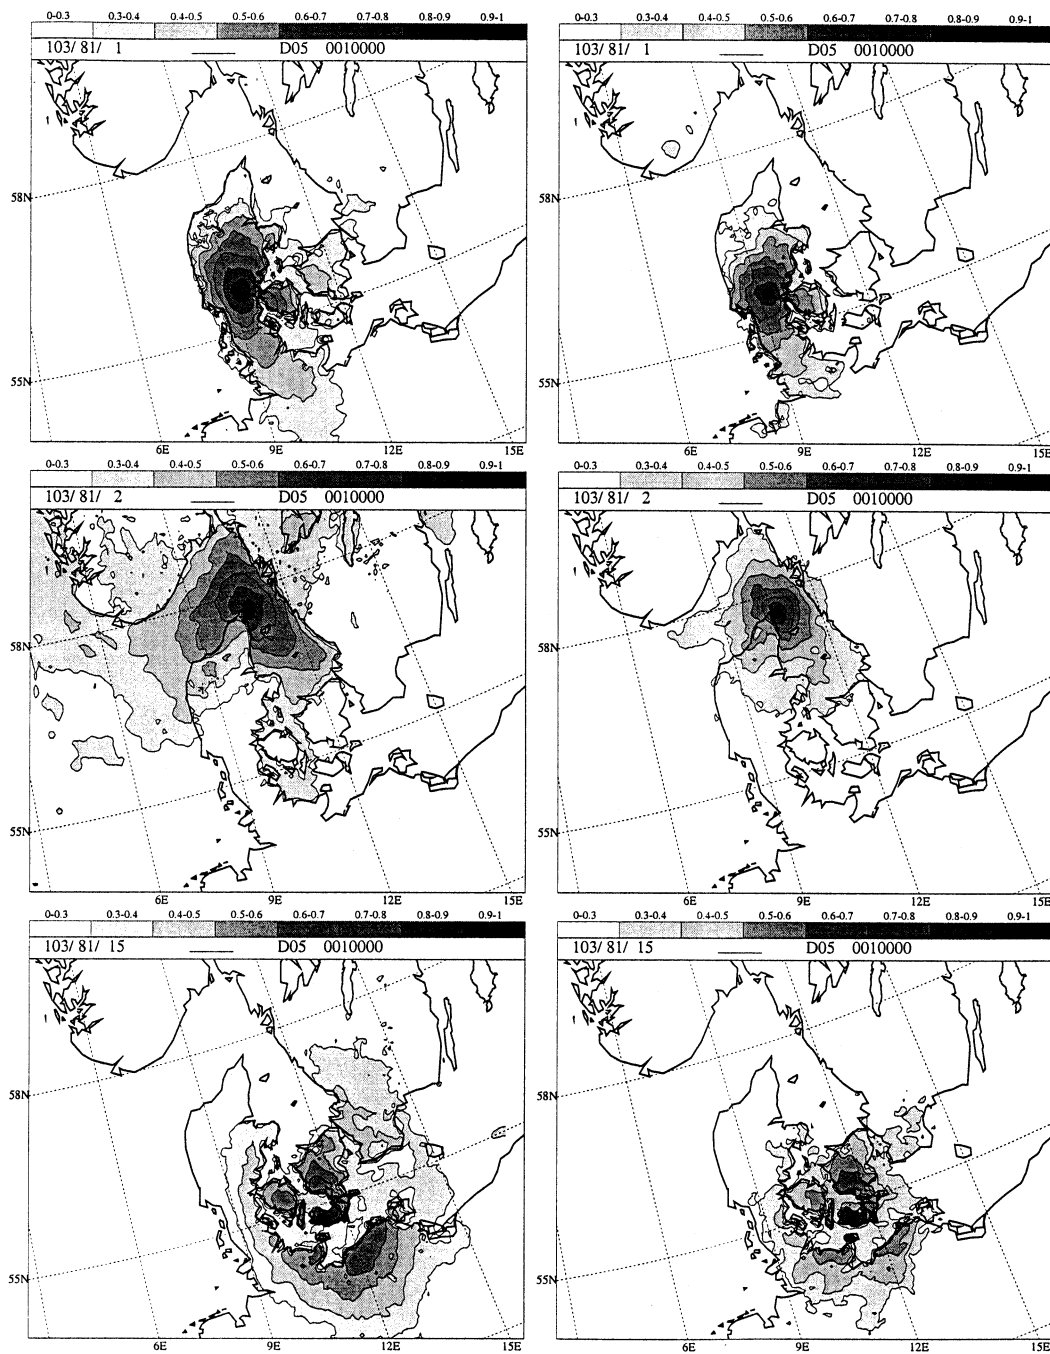 0-0.3 0.3-0.4 0.4-0.5 0.5-0.6 0.6-0.7 0.7-0.8 0.8-0.9 0.9-1
103/ 81/ 1 D05 0010000
58N
55N
6E 9E 12E 15E
0-0.3 0.3-0.4 0.4-0.5 0.5-0.6 0.6-0.7 0.7-0.8 0.8-0.9 0.9-1
103/ 81/ 1 D05 0010000
58N
55N
6E 9E 12E 15E
0-0.3 0.3-0.4 0.4-0.5 0.5-0.6 0.6-0.7 0.7-0.8 0.8-0.9 0.9-1
103/ 81/ 2 D05 0010000
58N
55N
6E 9E 12E 15E
0-0.3 0.3-0.4 0.4-0.5 0.5-0.6 0.6-0.7 0.7-0.8 0.8-0.9 0.9-1
103/ 81/ 2 D05 0010000
58N
55N
6E 9E 12E 15E
0-0.3 0.3-0.4 0.4-0.5 0.5-0.6 0.6-0.7 0.7-0.8 0.8-0.9 0.9-1
103/ 81/ 15 D05 0010000
58N
55N
6E 9E 12E 15E
0-0.3 0.3-0.4 0.4-0.5 0.5-0.6 0.6-0.7 0.7-0.8 0.8-0.9 0.9-1
103/ 81/ 15 D05 0010000
58N
55N
6E 9E 12E 15E